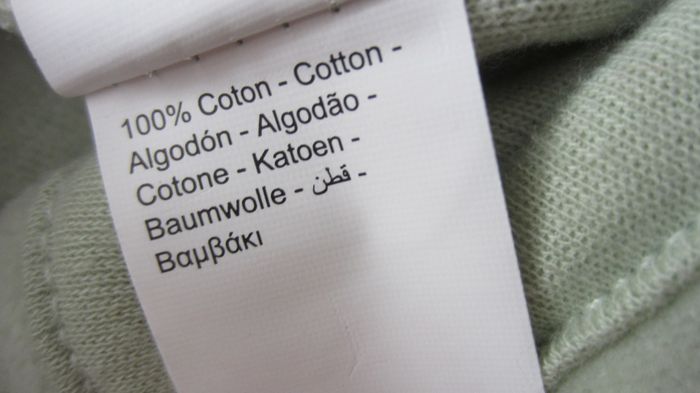 100% Coton - Cotton -
Algodón - Algodão -
Cotone - Katoen -
Baumwolle - قطن -
Βαμβάκι